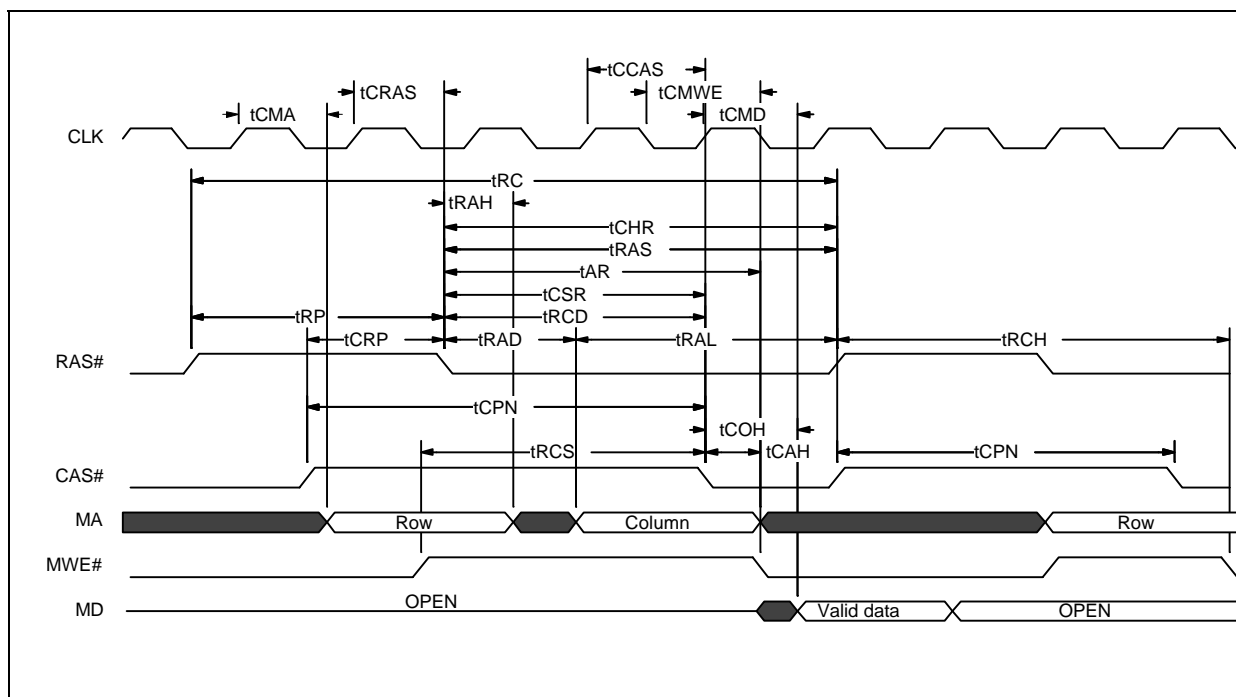 tCCAS
tCRAS
tCMWE
tCMA
tCMD
CLK
tRC
tRAH
tCHR
tRAS
tAR
tCSR
tRP
tRCD
tCRP
tRAD
tRAL
tRCH
RAS#
tCPN
tCOH
tRCS
tCAH
tCPN
CAS#
MA
Row
Column
Row
MWE#
OPEN
MD
Valid data
OPEN